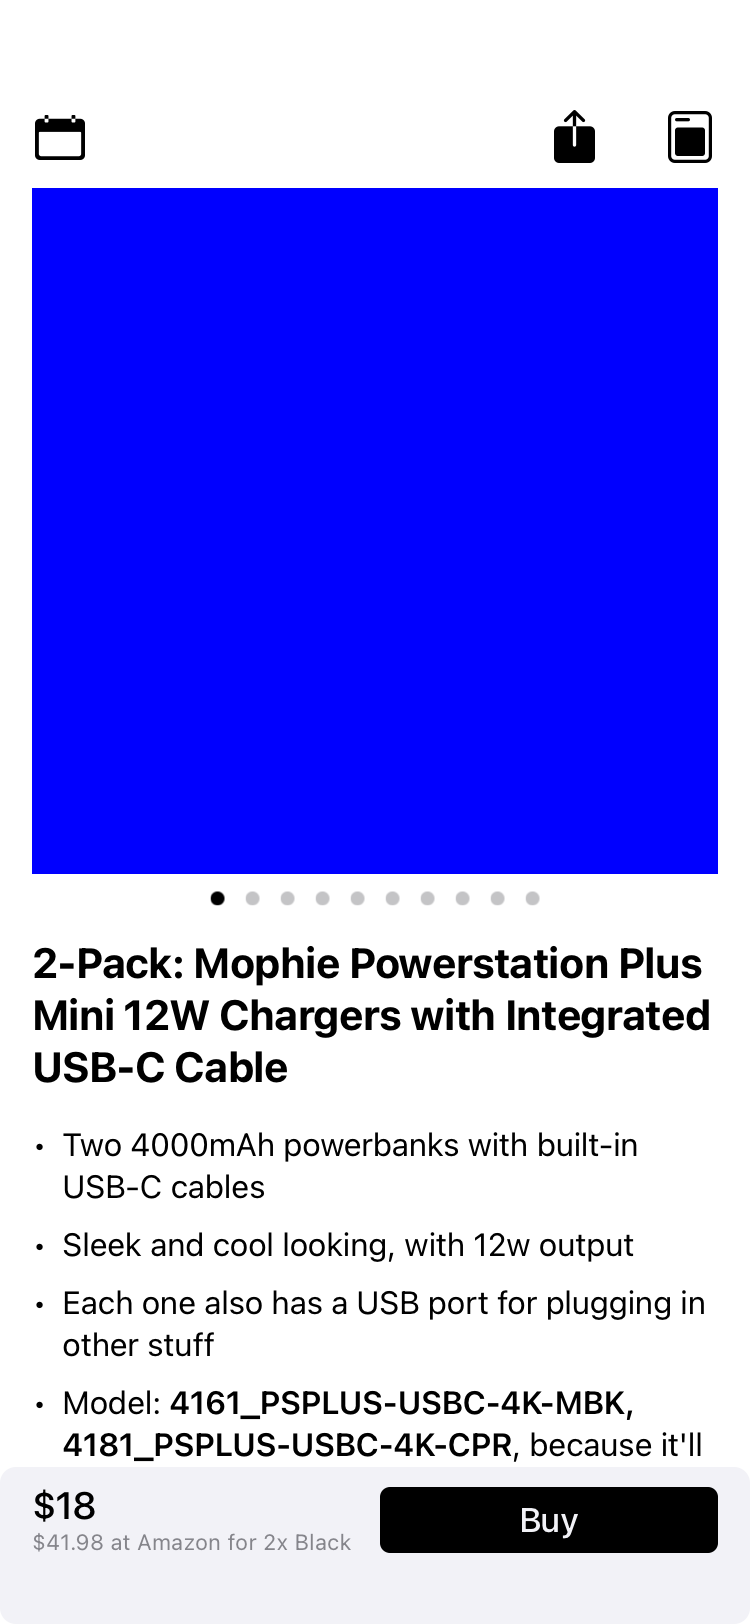 2-Pack: Mophie Powerstation Plus
Mini 12W Chargers with Integrated
USB-C Cable
• Two 4000mAh powerbanks with built-in
USB-C cables
• Sleek and cool looking, with 12w output
• Each one also has a USB port for plugging in
other stuff
• Model: 4161_PSPLUS-USBC-4K-MBK,
4181_PSPLUS-USBC-4K-CPR, because it'll
$18
$41.98 at Amazon for 2x Black
Buy